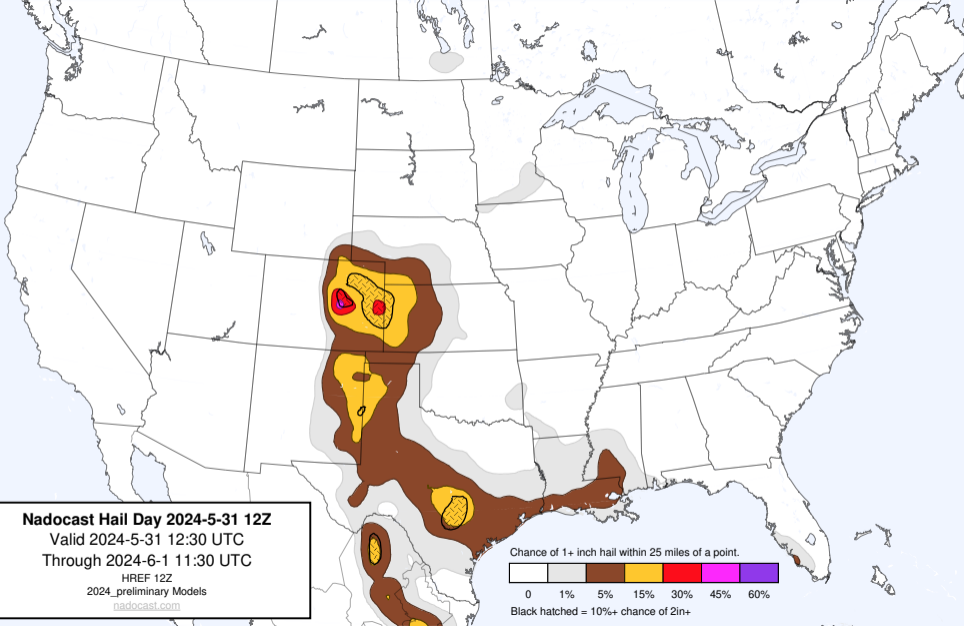 Nadocast Hail Day 2024-5-31 12Z
Valid 2024-5-31 12:30 UTC
Through 2024-6-1 11:30 UTC
HREF 12Z
2024_preliminary Models
nadocast.com
Chance of 1+ inch hail within 25 miles of a point.
0 1% 5% 15% 30% 45% 60%
Black hatched = 10%+ chance of 2in+